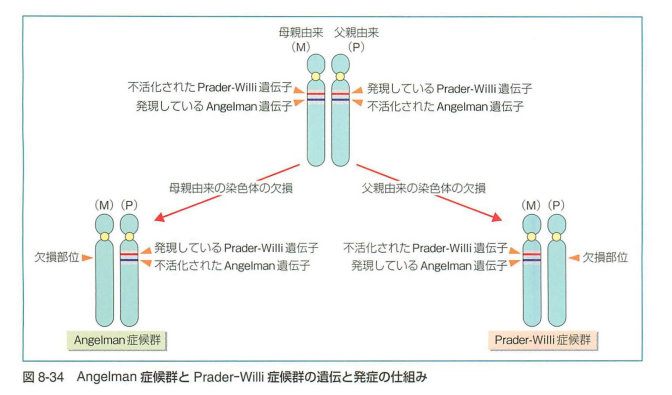 母親由来 父親由来
(M) (P)
不活化された Prader-Willi 遺伝子
発現している Angelman 遺伝子
発現している Prader-Willi 遺伝子
不活化された Angelman 遺伝子
母親由来の染色体の欠損
父親由来の染色体の欠損
(M) (P)
欠損部位
発現している Prader-Willi 遺伝子
不活化された Angelman 遺伝子
Angelman 症候群
(M) (P)
不活化された Prader-Willi 遺伝子
発現している Angelman 遺伝子
欠損部位
Prader-Willi 症候群
図 8-34 Angelman 症候群と Prader-Willi 症候群の遺伝と発症の仕組み